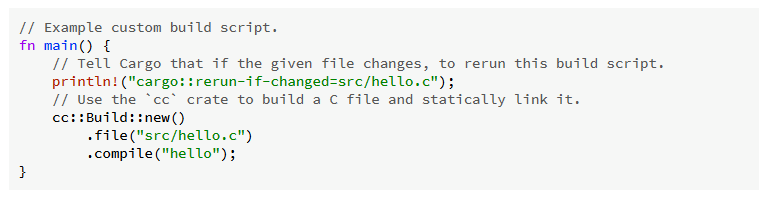 // Example custom build script.
fn main() {
    // Tell Cargo that if the given file changes, to rerun this build script.
    println!("cargo::rerun-if-changed=src/hello.c");
    // Use the `cc` crate to build a C file and statically link it.
    cc::Build::new()
        .file("src/hello.c")
        .compile("hello");
}